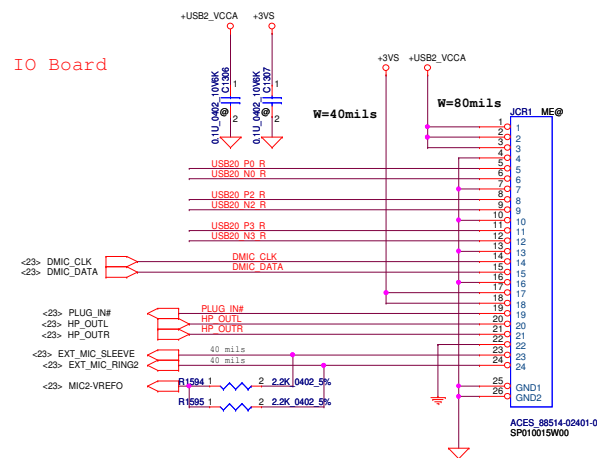 +USB2_VCCA +3VS
IO Board
+3VS +USB2_VCCA
0.1U_0402_10V6K
@ C1306
1
2
0.1U_0402_10V6K
@ C1307
1
2
W=40mils
W=80mils
JCR1 ME@
1 1
2 2
3 3
4 4
USB20_P0_R 5 5
USB20_N0_R 6 6
7 7
USB20_P2_R 8 8
USB20_N2_R 9 9
10 10
USB20_P3_R 11 11
USB20_N3_R 12 12
13 13
<23> DMIC_CLK DMIC_CLK 14 14
<23> DMIC_DATA DMIC_DATA 15 15
16 16
17 17
18 18
<23> PLUG_IN# PLUG_IN# 19 19
<23> HP_OUTL HP_OUTL 20 20
<23> HP_OUTR HP_OUTR 21 21
22 22
<23> EXT_MIC_SLEEVE 40 mils 23 23
<23> EXT_MIC_RING2 40 mils 24 24
<23> MIC2-VREFO R1594 1 2 2.2K_0402_5% 25 GND1
R1595 1 2 2.2K_0402_5% 26 GND2
ACES_88514-02401-0
SP010015W00